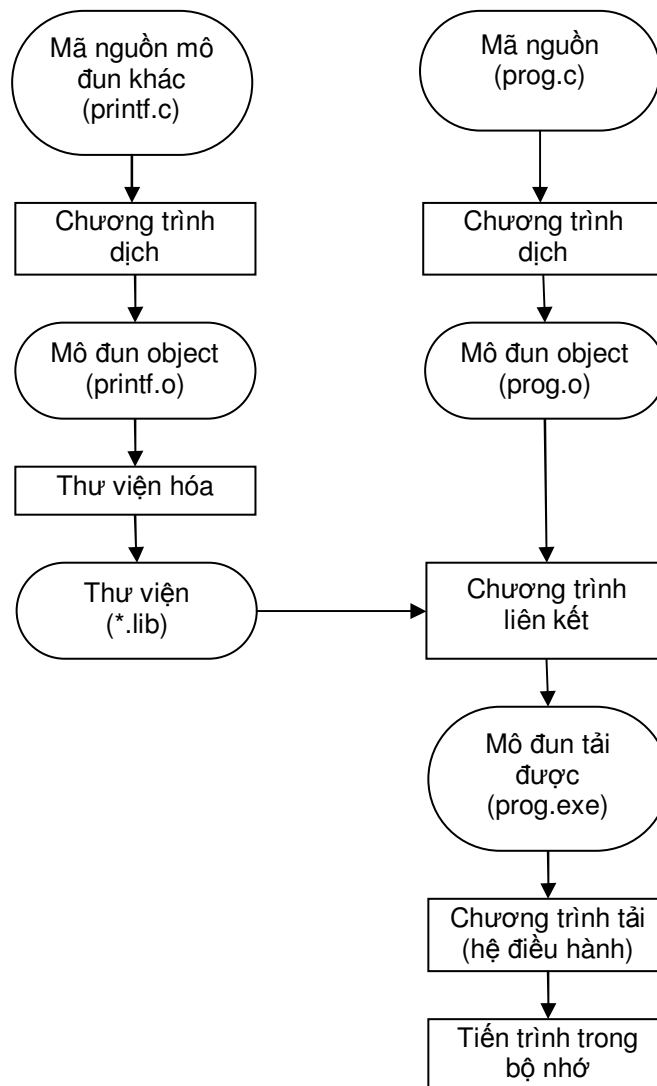 Mã nguồn mô
đun khác
(printf.c)
Chương trình
dịch
Mô đun object
(printf.o)
Thư viện hóa
Thư viện
(*.lib)
Mã nguồn
(prog.c)
Chương trình
dịch
Mô đun object
(prog.o)
Chương trình
liên kết
Mô đun tải
được
(prog.exe)
Chương trình tải
(hệ điều hành)
Tiến trình trong
bộ nhớ